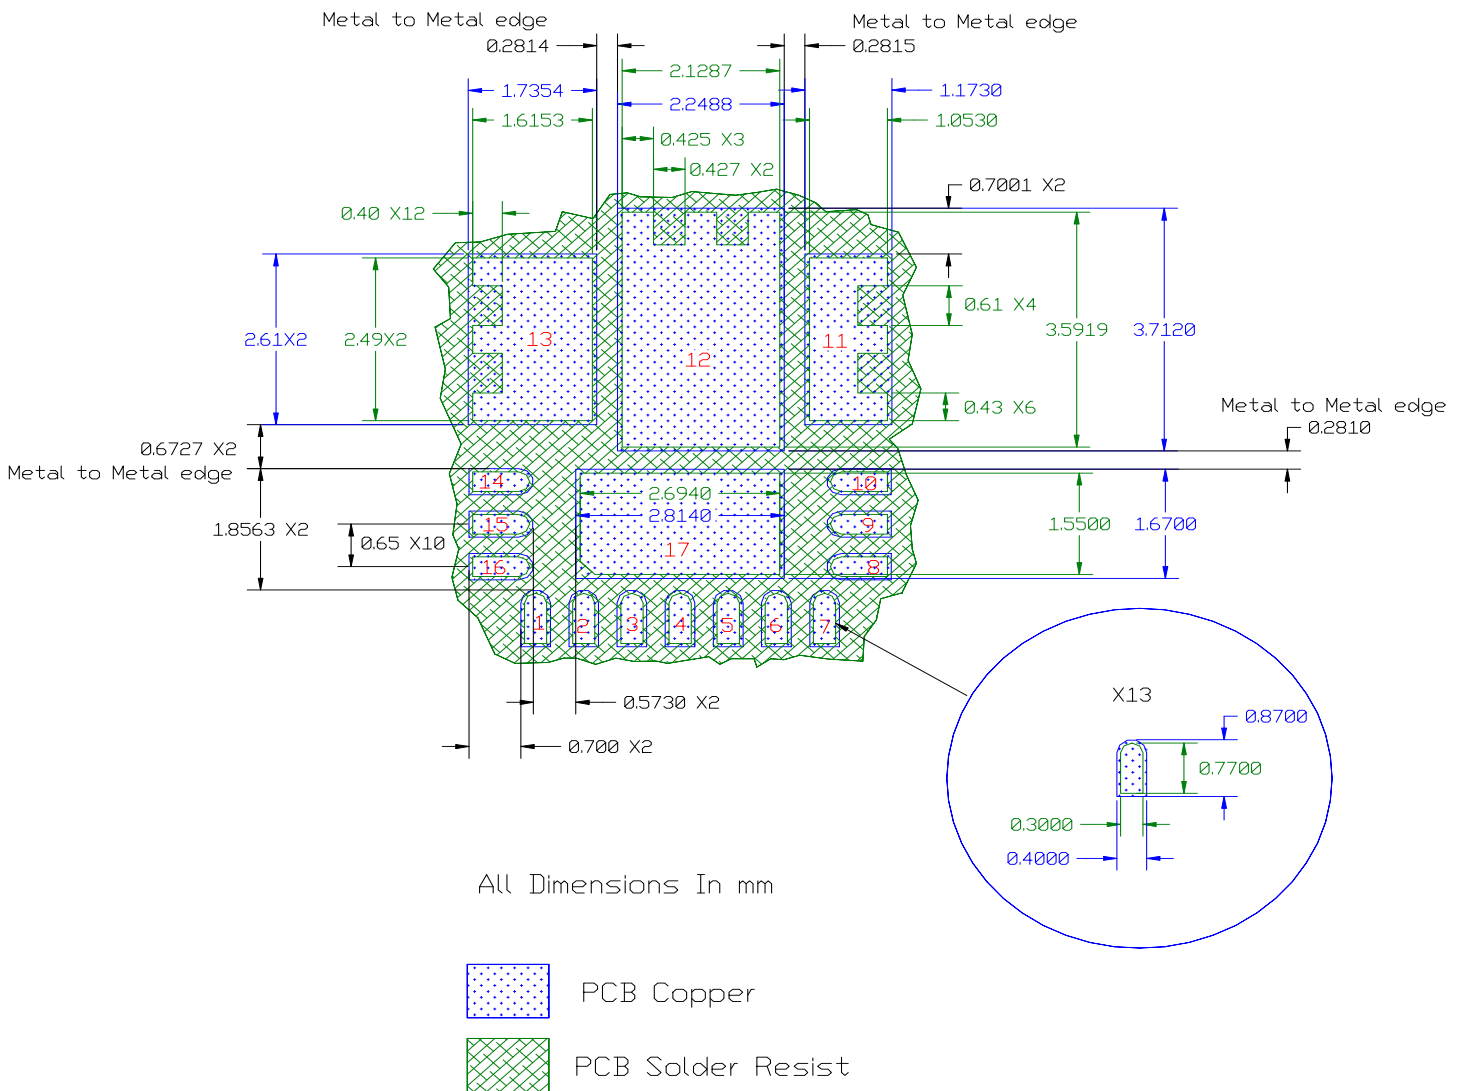 Metal to Metal edge
Metal to Metal edge
0.2814
0.2815
2.1287
1.7354
2.2488
1.1730
1.6153
1.0530
0.425 X3
0.427 X2
0.7001 X2
0.40 X12
0.61 X4
2.61X2
2.49X2
13
12
11
3.5919
3.7120
0.43 X6
Metal to Metal edge
0.2810
0.6727 X2
Metal to Metal edge
14
10
2.6940
2.8140
1.8563 X2
0.65 X10
15
9
1.5500
1.6700
17
16
8
1
2
3
4
5
6
7
0.5730 X2
0.700 X2
X13
0.8700
0.7700
0.3000
0.4000
All Dimensions In mm
PCB Copper
PCB Solder Resist